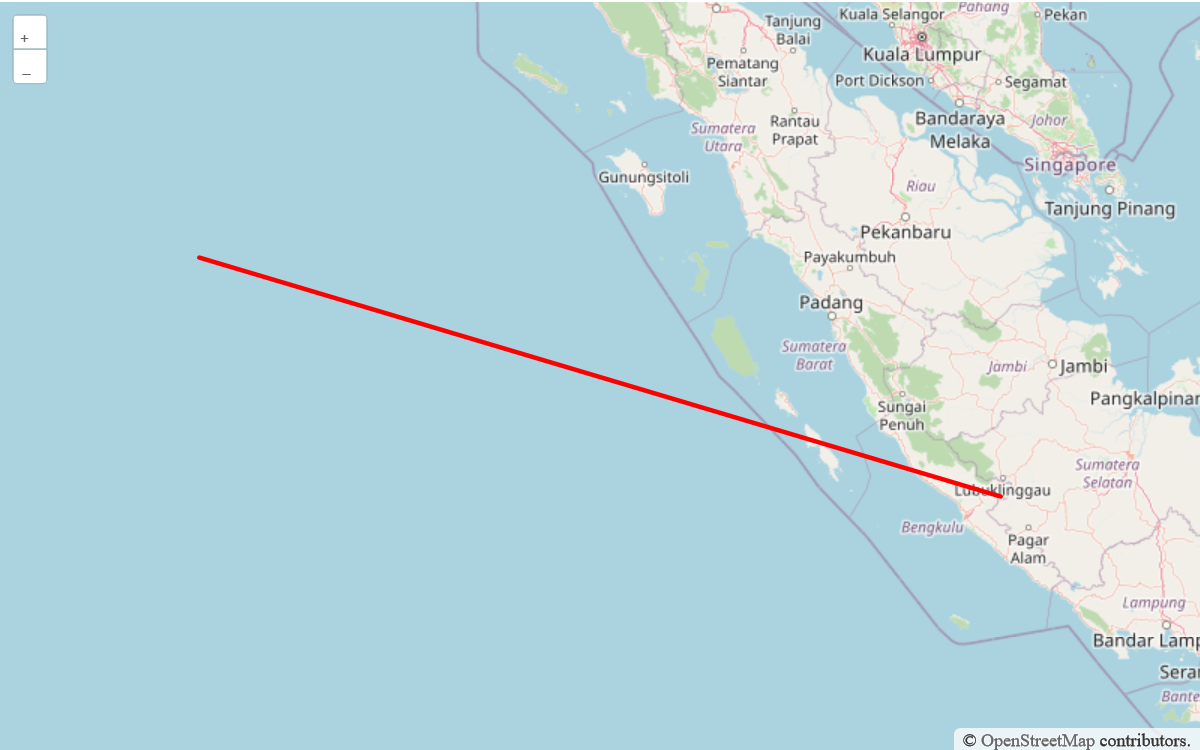 +
–
Kuala Selangor
Pahang
Pekan
Tanjung
Balai
Kuala Lumpur
Pematang
Siantar
Port Dickson
Segamat
Rantau
Prapat
Bandaraya
Melaka
Johor
Sumatera
Utara
Singapore
Gunungsitoli
Riau
Tanjung Pinang
Pekanbaru
Payakumbuh
Padang
Sumatera
Barat
Jambi
Jambi
Pangkalpinan
Sungai
Penuh
Sumatera
Selatan
Lubuklinggau
Bengkulu
Pagar
Alam
Lampung
Bandar Lamp
Seran
Bante
© OpenStreetMap contributors.